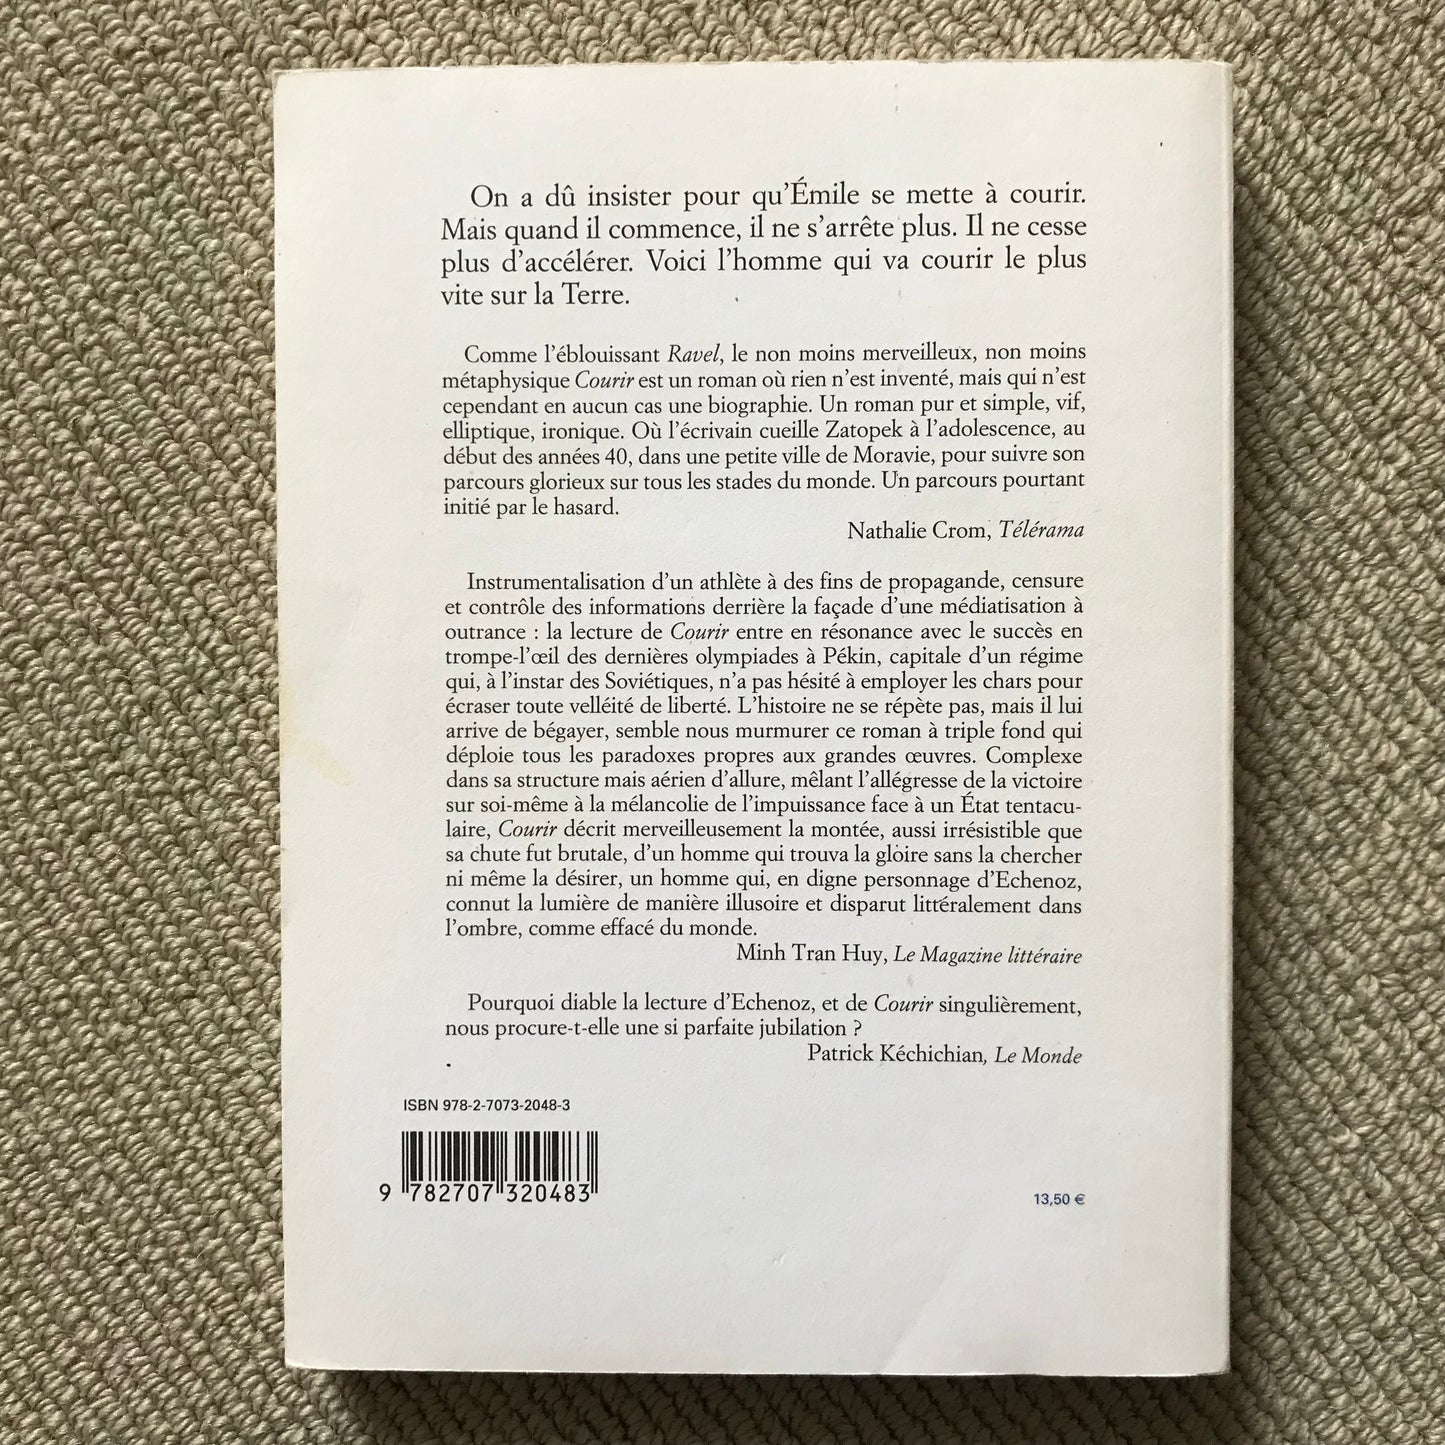 On a dû insister pour qu'Émile se mette à courir.
Mais quand il commence, il ne s'arrête plus. Il ne cesse
plus d'accélérer. Voici l'homme qui va courir le plus
vite sur la Terre.
Comme l'éblouissant Ravel, le non moins merveilleux, non moins
métaphysique Courir est un roman où rien n'est inventé, mais qui n'est
cependant en aucun cas une biographie. Un roman pur et simple, vif,
elliptique, ironique. Où l'écrivain cueille Zatopek à l'adolescence, au
début des années 40, dans une petite ville de Moravie, pour suivre son
parcours glorieux sur tous les stades du monde. Un parcours pourtant
initié par le hasard.
Nathalie Crom, Télérama
Instrumentalisation d'un athlète à des fins de propagande, censure
et contrôle des informations derrière la façade d'une médiatisation à
outrance : la lecture de Courir entre en résonance avec le succès en
trompe-l'œil des dernières olympiades à Pékin, capitale d'un régime
qui, à l'instar des Soviétiques, n'a pas hésité à employer les chars pour
écraser toute velléité de liberté. L'histoire ne se répète pas, mais il lui
arrive de bégayer, semble nous murmurer ce roman à triple fond qui
déploie tous les paradoxes propres aux grandes œuvres. Complexe
dans sa structure mais aérien d'allure, mêlant l'allégresse de la victoire
sur soi-même à la mélancolie de l'impuissance face à un État tentacu-
laire, Courir décrit merveilleusement la montée, aussi irrésistible que
sa chute fut brutale, d'un homme qui trouva la gloire sans la chercher
ni même la désirer, un homme qui, en digne personnage d'Echenoz,
connut la lumière de manière illusoire et disparut littéralement dans
l'ombre, comme effacé du monde.
Minh Tran Huy, Le Magazine littéraire
Pourquoi diable la lecture d'Echenoz, et de Courir singulièrement,
nous procure-t-elle une si parfaite jubilation ?
Patrick Kéchichian, Le Monde
ISBN 978-2-7073-2048-3
9 782707 320483
13,50 €